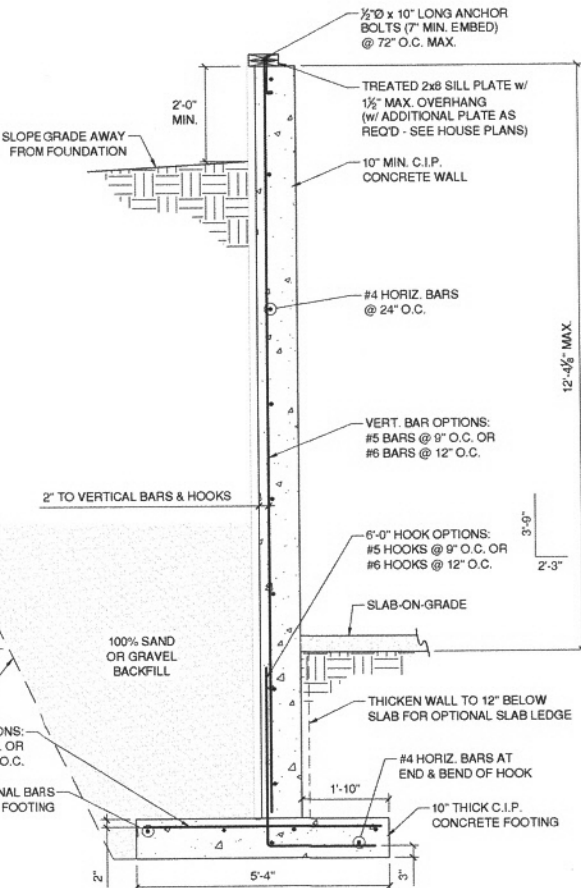 ½"Ø x 10" LONG ANCHOR
BOLTS (7" MIN. EMBED)
@ 72" O.C. MAX.
TREATED 2x8 SILL PLATE w/
1½" MAX. OVERHANG
(w/ ADDITIONAL PLATE AS
REQ'D - SEE HOUSE PLANS)
2'-0"
MIN.
SLOPE GRADE AWAY
FROM FOUNDATION
10" MIN. C.I.P.
CONCRETE WALL
#4 HORIZ. BARS
@ 24" O.C.
12'-4⅛" MAX.
VERT. BAR OPTIONS:
#5 BARS @ 9" O.C. OR
#6 BARS @ 12" O.C.
2" TO VERTICAL BARS & HOOKS
6'-0" HOOK OPTIONS:
#5 HOOKS @ 9" O.C. OR
#6 HOOKS @ 12" O.C.
3'-9"
2'-3"
SLAB-ON-GRADE
100% SAND
OR GRAVEL
BACKFILL
THICKEN WALL TO 12" BELOW
SLAB FOR OPTIONAL SLAB LEDGE
ONS:
OR
O.C.
#4 HORIZ. BARS AT
END & BEND OF HOOK
NAL BARS
FOOTING
1'-10"
10" THICK C.I.P.
CONCRETE FOOTING
2"
5'-4"
3"